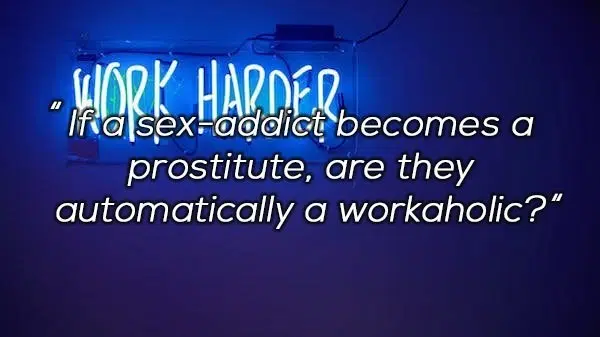 WORK HARDER
“If a sex-addict becomes a
prostitute, are they
automatically a workaholic?”